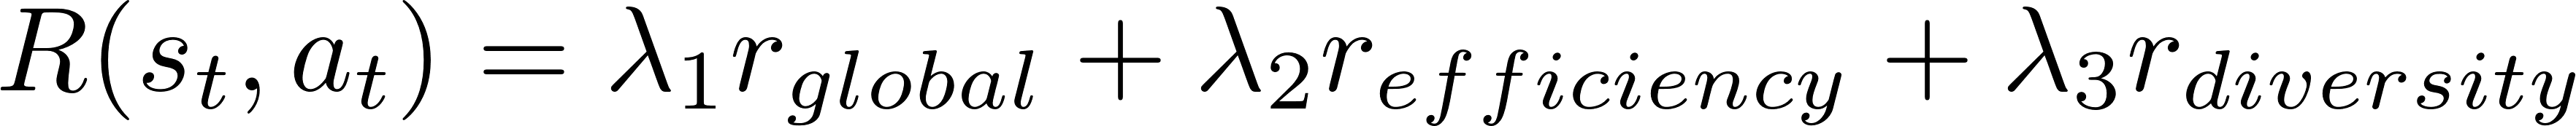 R(s_t, a_t) = λ_1 r_{global} + λ_2 r_{efficiency} + λ_3 r_{diversity}